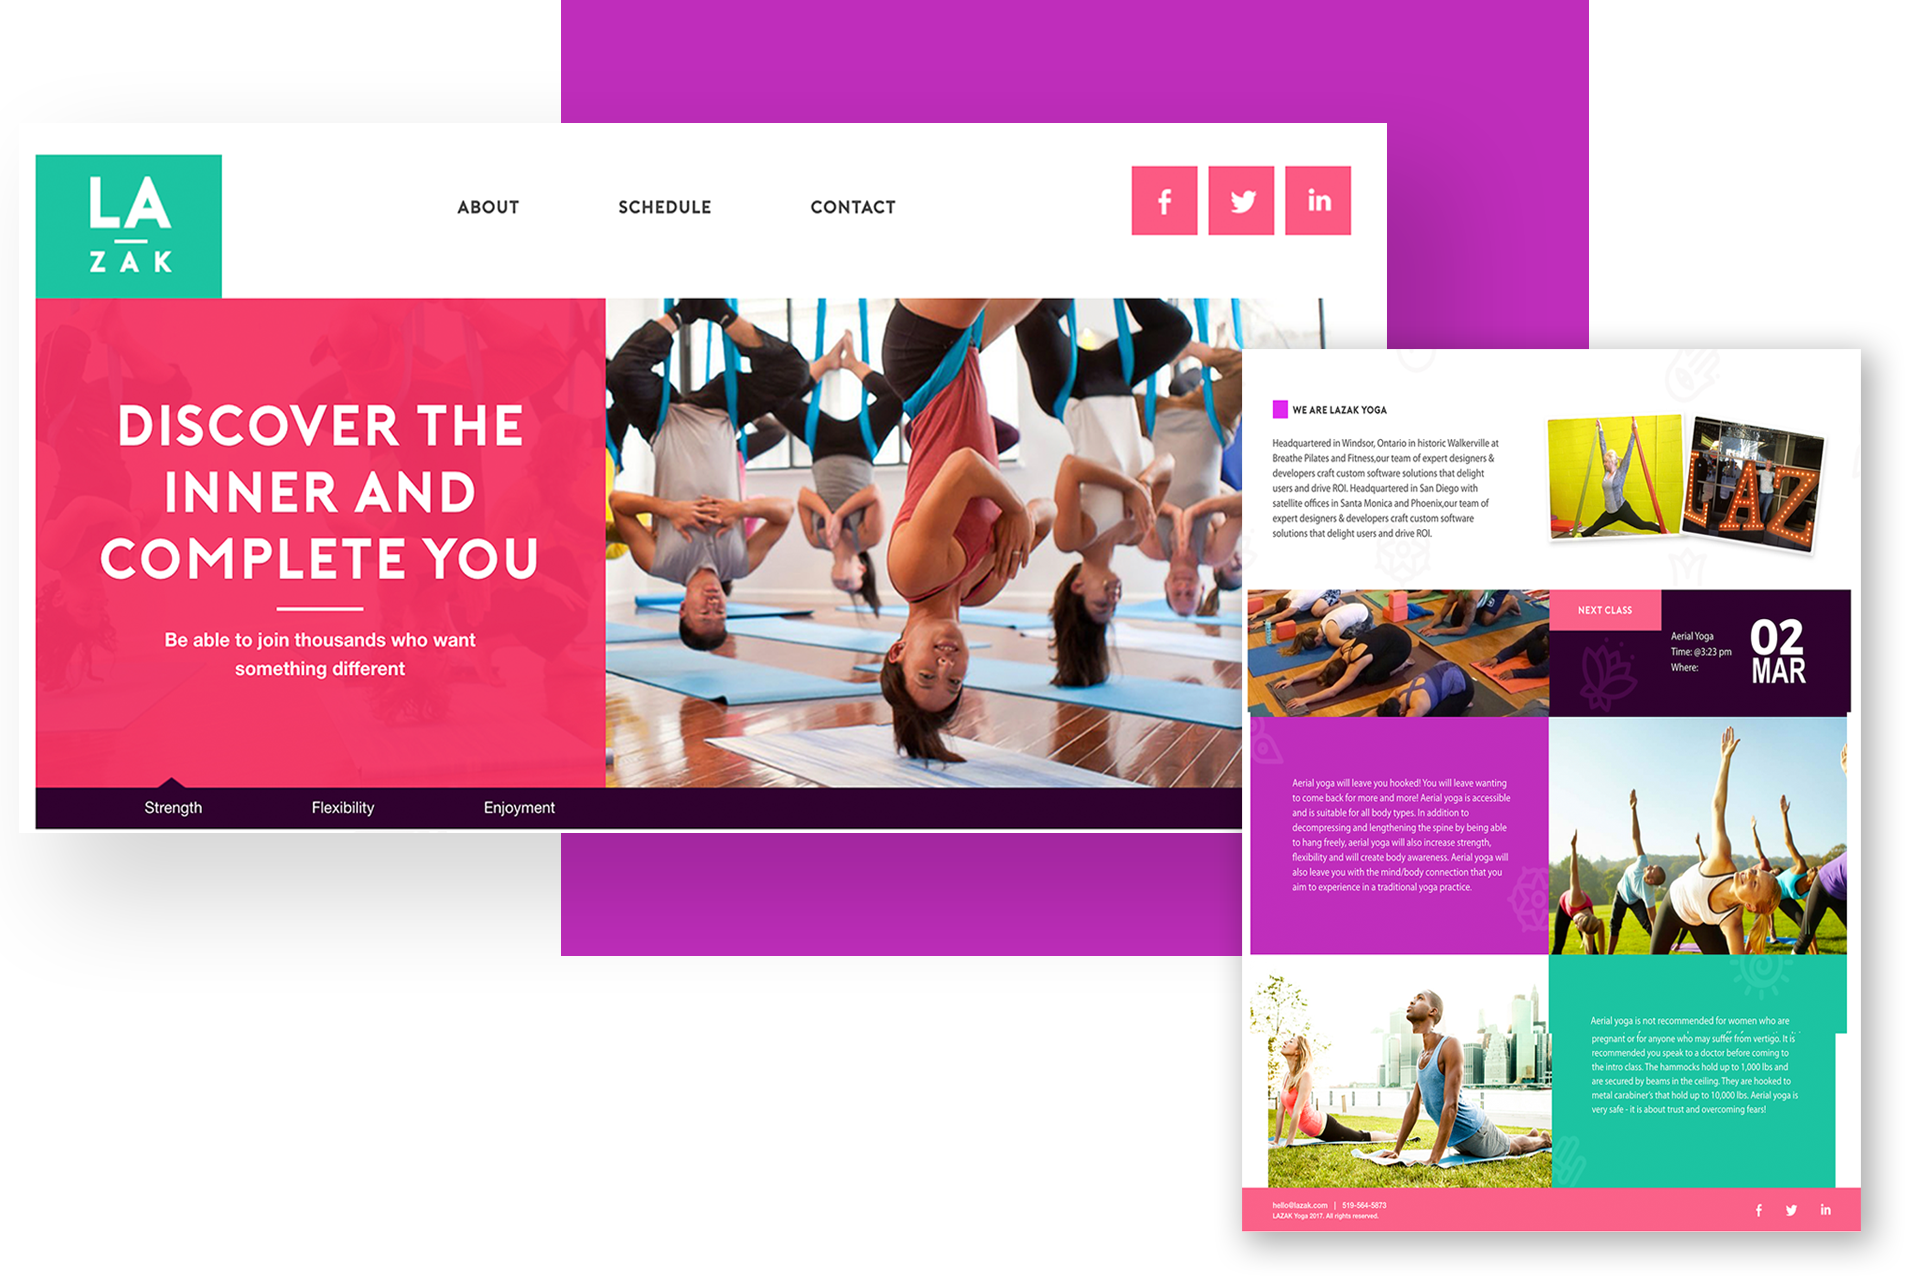 LA
ZAK
ABOUT
SCHEDULE
CONTACT
f
in
DISCOVER THE
INNER AND
COMPLETE YOU
Be able to join thousands who want
something different
Strength
Flexibility
Enjoyment
WE ARE LAZAK YOGA
Headquartered in Windsor, Ontario in historic Walkerville at
Breathe Pilates and Fitness,our team of expert designers &
developers craft custom software solutions that delight
users and drive ROI. Headquartered in San Diego with
satellite offices in Santa Monica and Phoenix,our team of
expert designers & developers craft custom software
solutions that delight users and drive ROI.
LAZ
NEXT CLASS
Aerial Yoga
Time: @3:23 pm
Where:
02
MAR
Aerial yoga will leave you hooked! You will leave wanting
to come back for more and more! Aerial yoga is accessible
and is suitable for all body types. In addition to
decompressing and lengthening the spine by being able
to hang freely, aerial yoga will also increase strength,
flexibility and will create body awareness. Aerial yoga will
also leave you with the mind/body connection that you
aim to experience in a traditional yoga practice.
Aerial yoga is not recommended for women who are
pregnant or for anyone who may suffer from vertigo. It is
recommended you speak to a doctor before coming to
the intro class. The hammocks hold up to 1,000 lbs and
are secured by beams in the ceiling. They are hooked to
metal carabiner's that hold up to 10,000 lbs. Aerial yoga is
very safe - it is about trust and overcoming fears!
hello@lazak.com | 519-564-5873
LAZAK Yoga 2017. All rights reserved.
f
in